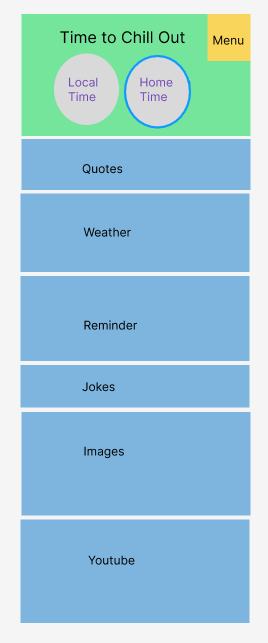 Time to Chill Out
Menu
Local
Time
Home
Time
Quotes
Weather
Reminder
Jokes
Images
Youtube